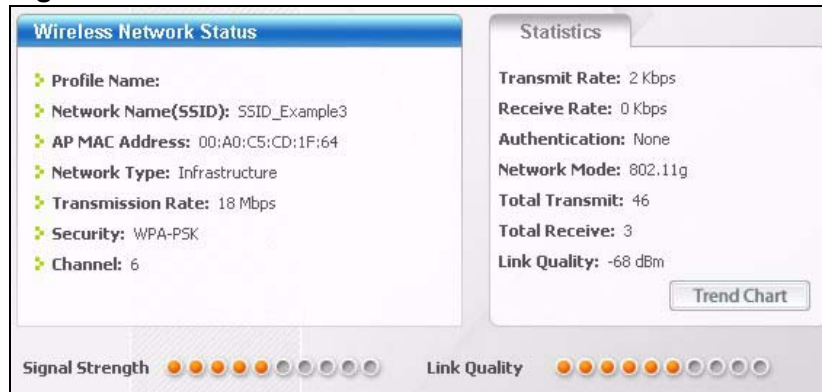 Wireless Network Status
Profile Name:
Network Name(SSID): SSID_Example3
AP MAC Address: 00:A0:C5:CD:1F:64
Network Type: Infrastructure
Transmission Rate: 18 Mbps
Security: WPA-PSK
Channel: 6
Statistics
Transmit Rate: 2 Kbps
Receive Rate: 0 Kbps
Authentication: None
Network Mode: 802.11g
Total Transmit: 46
Total Receive: 3
Link Quality: -68 dBm
Trend Chart
Signal Strength
Link Quality